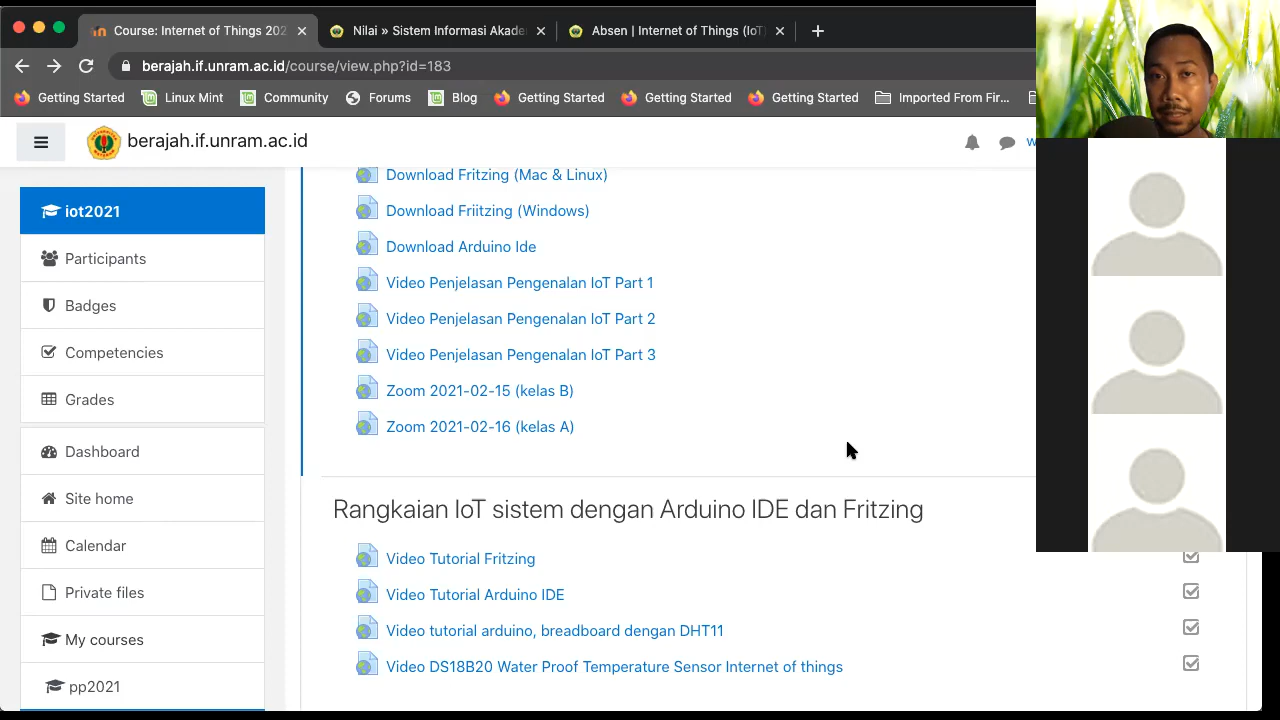 Course: Internet of Things 202
Nilai » Sistem Informasi Akade
Absen | Internet of Things (IoT)
berajah.if.unram.ac.id/course/view.php?id=183
Getting Started
Linux Mint
Community
Forums
Blog
Getting Started
Getting Started
Getting Started
Imported From Fir...
berajah.if.unram.ac.id
W
iot2021
Participants
Badges
Competencies
Grades
Dashboard
Site home
Calendar
Private files
My courses
pp2021
Download Fritzing (Mac & Linux)
Download Friitzing (Windows)
Download Arduino Ide
Video Penjelasan Pengenalan IoT Part 1
Video Penjelasan Pengenalan IoT Part 2
Video Penjelasan Pengenalan IoT Part 3
Zoom 2021-02-15 (kelas B)
Zoom 2021-02-16 (kelas A)
Rangkaian IoT sistem dengan Arduino IDE dan Fritzing
Video Tutorial Fritzing
Video Tutorial Arduino IDE
Video tutorial arduino, breadboard dengan DHT11
Video DS18B20 Water Proof Temperature Sensor Internet of things